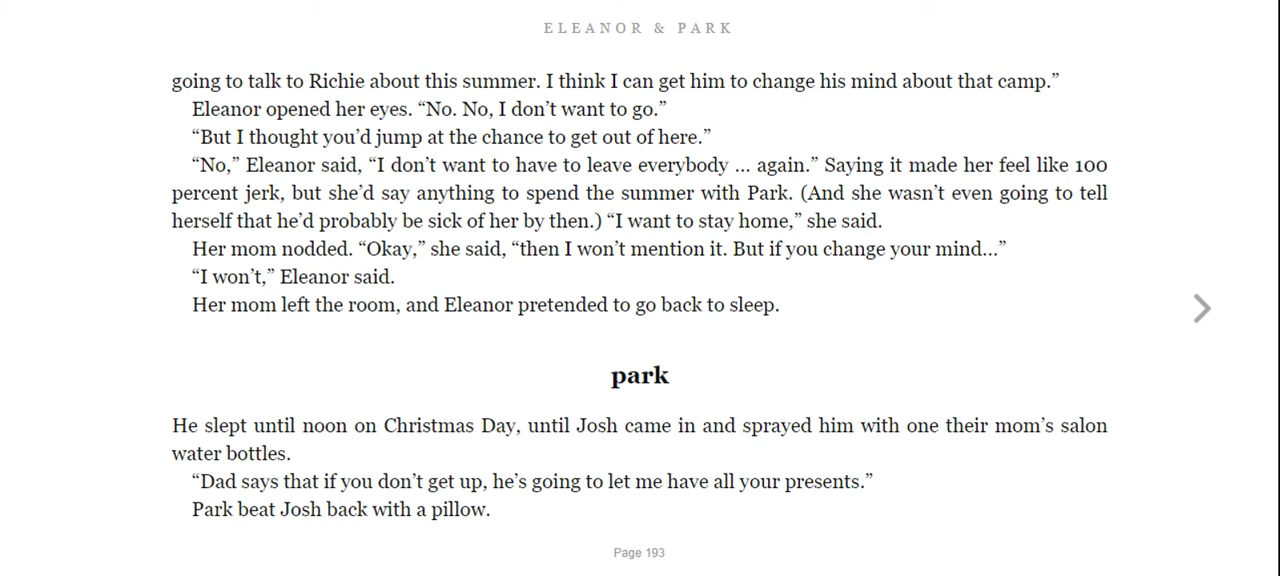 ELEANOR & PARK
going to talk to Richie about this summer. I think I can get him to change his mind about that camp.”
Eleanor opened her eyes. “No. No, I don’t want to go.”
“But I thought you’d jump at the chance to get out of here.”
“No,” Eleanor said, “I don’t want to have to leave everybody ... again.” Saying it made her feel like 100
percent jerk, but she’d say anything to spend the summer with Park. (And she wasn’t even going to tell
herself that he’d probably be sick of her by then.) “I want to stay home,” she said.
Her mom nodded. “Okay,” she said, “then I won’t mention it. But if you change your mind...”
“I won’t,” Eleanor said.
Her mom left the room, and Eleanor pretended to go back to sleep.
park
He slept until noon on Christmas Day, until Josh came in and sprayed him with one their mom’s salon
water bottles.
“Dad says that if you don’t get up, he’s going to let me have all your presents.”
Park beat Josh back with a pillow.
Page 193